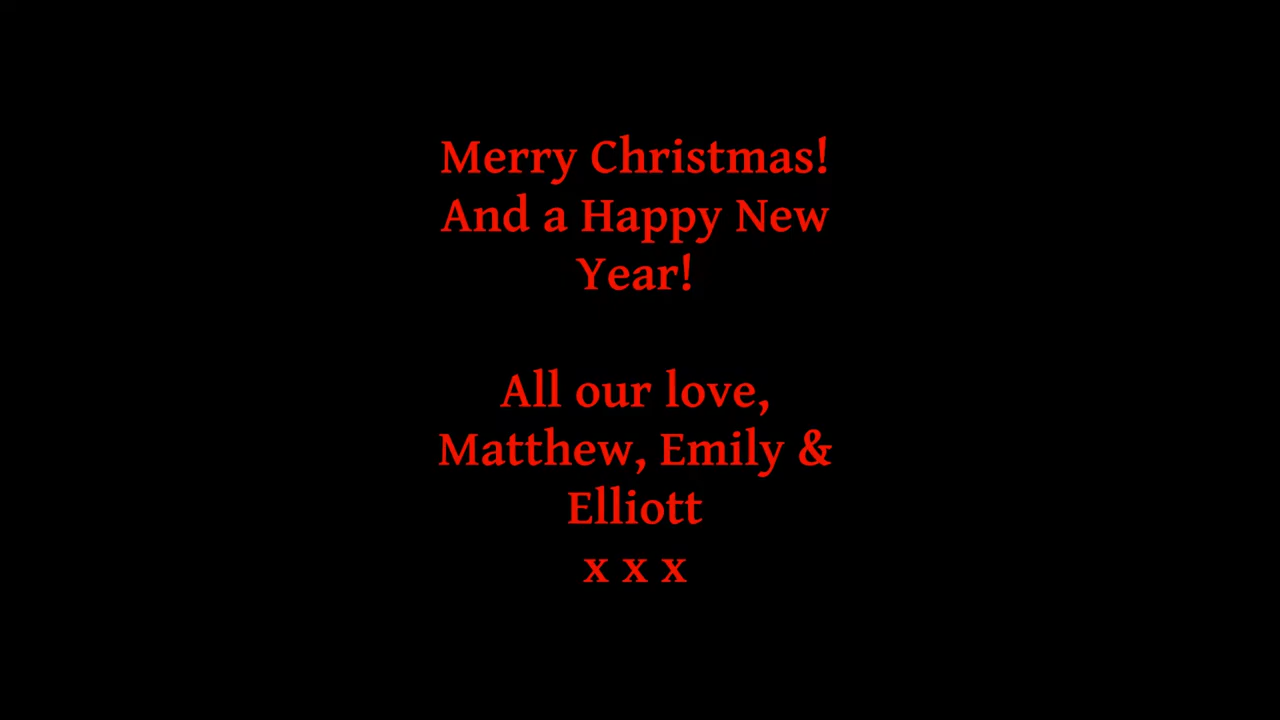 Merry Christmas!
And a Happy New
Year!
All our love,
Matthew, Emily &
Elliott
x x x